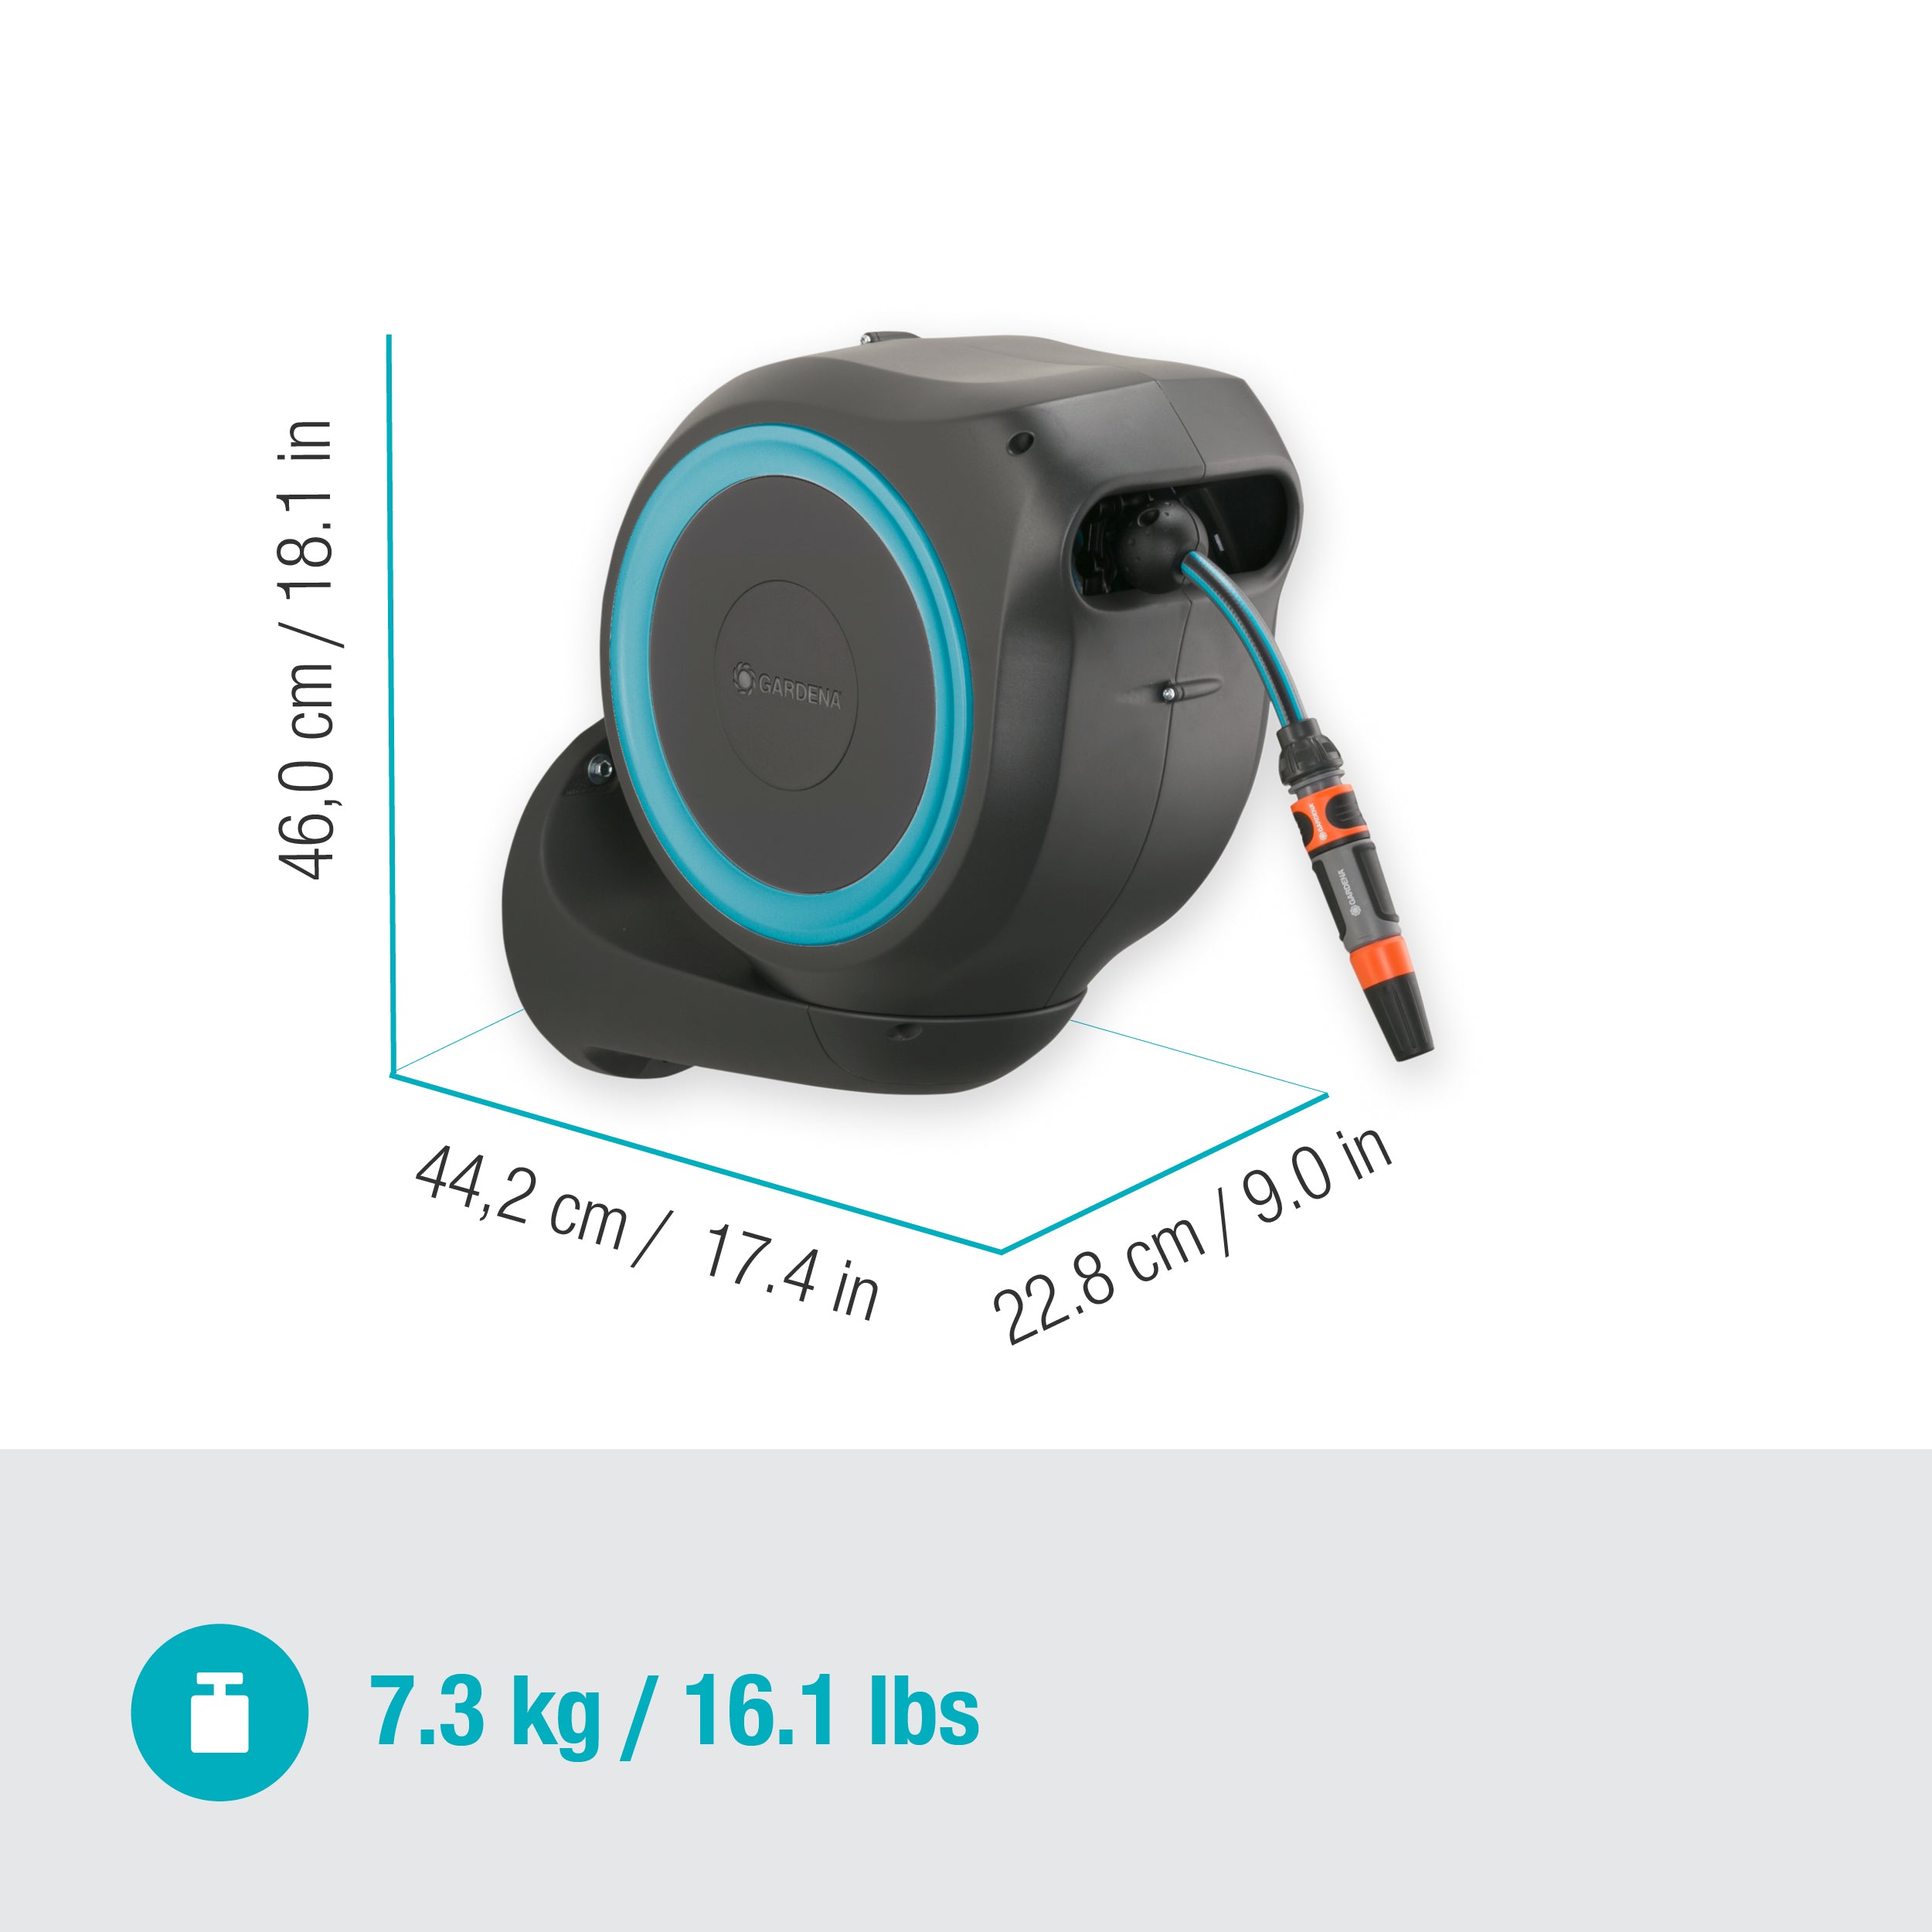 46,0 cm / 18.1 in
GARDENA
GARDENA
GARDENA
44,2 cm / 17.4 in
22.8 cm / 9.0 in
7.3 kg / 16.1 lbs